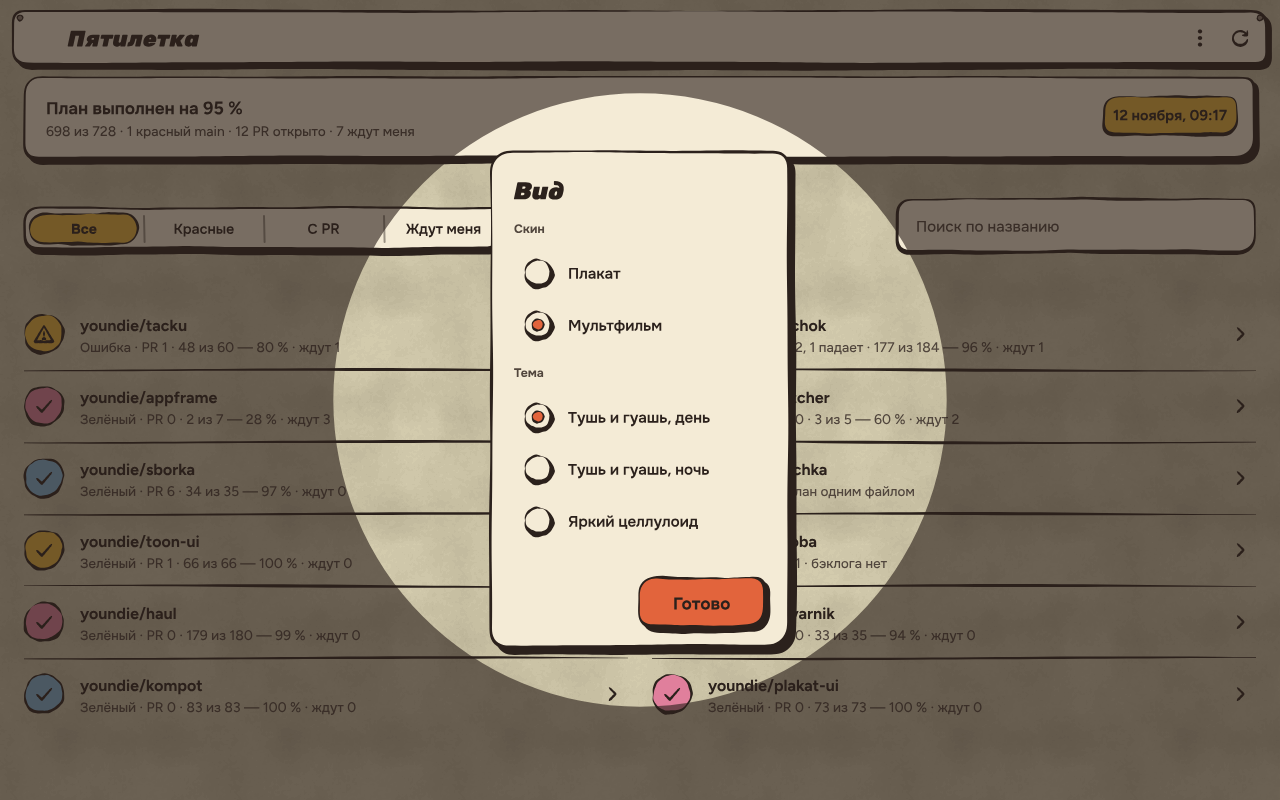 Пятилетка
План выполнен на 95 %
698 из 728 · 1 красный main · 12 PR открыто · 7 ждут меня
12 ноября, 09:17
Все
Красные
С PR
Ждут меня
Поиск по названию
Вид
Скин
Плакат
Мультфильм
Тема
Тушь и гуашь, день
Тушь и гуашь, ночь
Яркий целлулоид
Готово
youndie/tacku
Ошибка · PR 1 · 48 из 60 — 80 % · ждут 1
chok
2, 1 падает · 177 из 184 — 96 % · ждут 1
youndie/appframe
Зелёный · PR 0 · 2 из 7 — 28 % · ждут 3
cher
0 · 3 из 5 — 60 % · ждут 2
youndie/sborka
Зелёный · PR 6 · 34 из 35 — 97 % · ждут 0
chka
лан одним файлом
youndie/toon-ui
Зелёный · PR 1 · 66 из 66 — 100 % · ждут 0
ba
1 · бэклога нет
youndie/haul
Зелёный · PR 0 · 179 из 180 — 99 % · ждут 0
arnik
0 · 33 из 35 — 94 % · ждут 0
youndie/kompot
Зелёный · PR 0 · 83 из 83 — 100 % · ждут 0
youndie/plakat-ui
Зелёный · PR 0 · 73 из 73 — 100 % · ждут 0